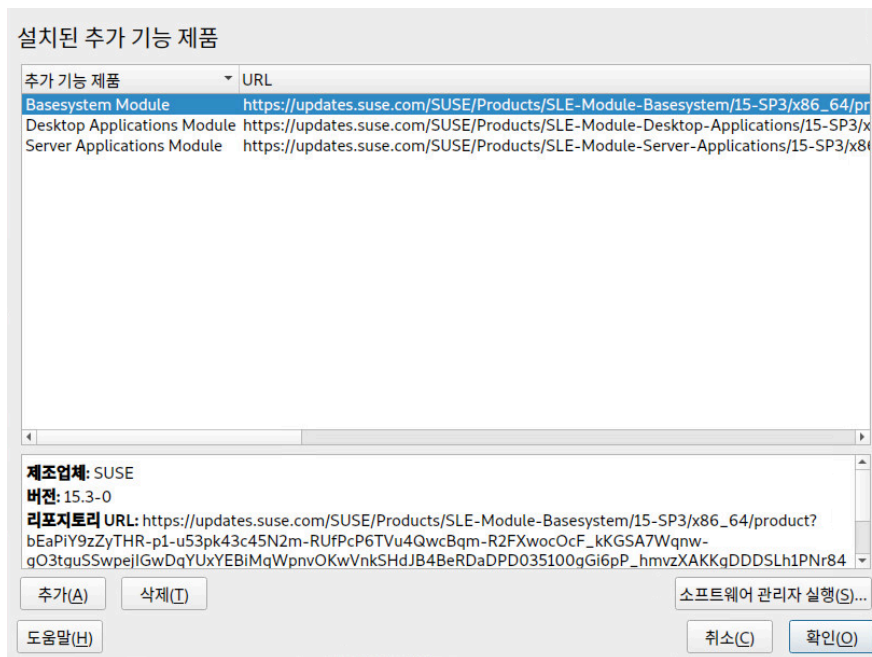 설치된 추가 기능 제품
추가 기능 제품 URL
Basesystem Module https://updates.suse.com/SUSE/Products/SLE-Module-Basesystem/15-SP3/x86_64/pr
Desktop Applications Module https://updates.suse.com/SUSE/Products/SLE-Module-Desktop-Applications/15-SP3/x
Server Applications Module https://updates.suse.com/SUSE/Products/SLE-Module-Server-Applications/15-SP3/x8
제조업체: SUSE
버전: 15.3-0
리포지토리 URL: https://updates.suse.com/SUSE/Products/SLE-Module-Basesystem/15-SP3/x86_64/product?
bEaPiY9zZyTHR-p1-u53pk43c45N2m-RUfPcP6TVu4QwcBqm-R2FXwocOcF_kKGSA7Wqnw-
gO3tguSSwpejIGwDqYUxYEBiMqWpnvOKwVnkSHdJB4BeRDaDPD035100gGi6pP_hmvzXAKKgDDDSLh1PNr84
추가(A) 삭제(T) 소프트웨어 관리자 실행(S)...
도움말(H) 취소(C) 확인(O)